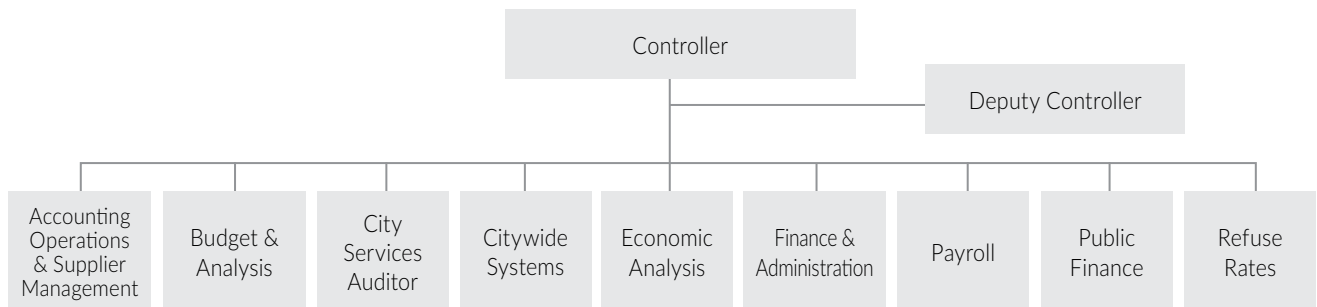 Controller
Deputy Controller
Accounting
Operations
& Supplier
Management
Budget &
Analysis
City
Services
Auditor
Citywide
Systems
Economic
Analysis
Finance &
Administration
Payroll
Public
Finance
Refuse
Rates